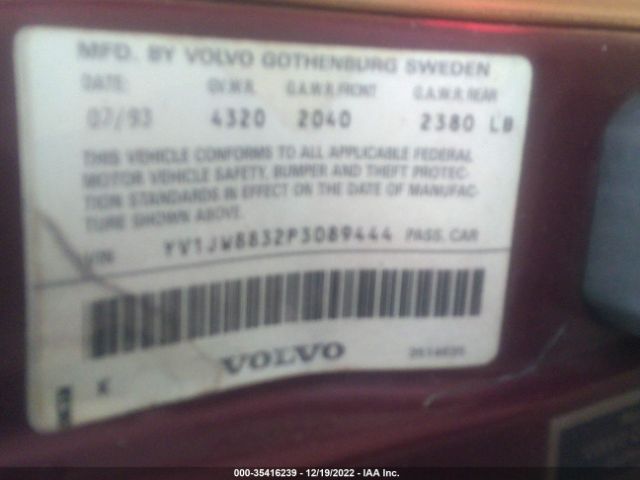 MFD. BY VOLVO GOTHENBURG SWEDEN
DATE: GV.W.R. G.A.W.R. FRONT G.A.W.R. REAR
07/93 4320 2040 2380 LB
THIS VEHICLE CONFORMS TO ALL APPLICABLE FEDERAL
MOTOR VEHICLE SAFETY, BUMPER AND THEFT PROTEC-
TION STANDARDS IN EFFECT ON THE DATE OF MANUFAC-
TURE SHOWN ABOVE.
VIN YV1JW8832P3089444 PASS. CAR
K VOLVO
000-35416239 - 12/19/2022 - IAA Inc.